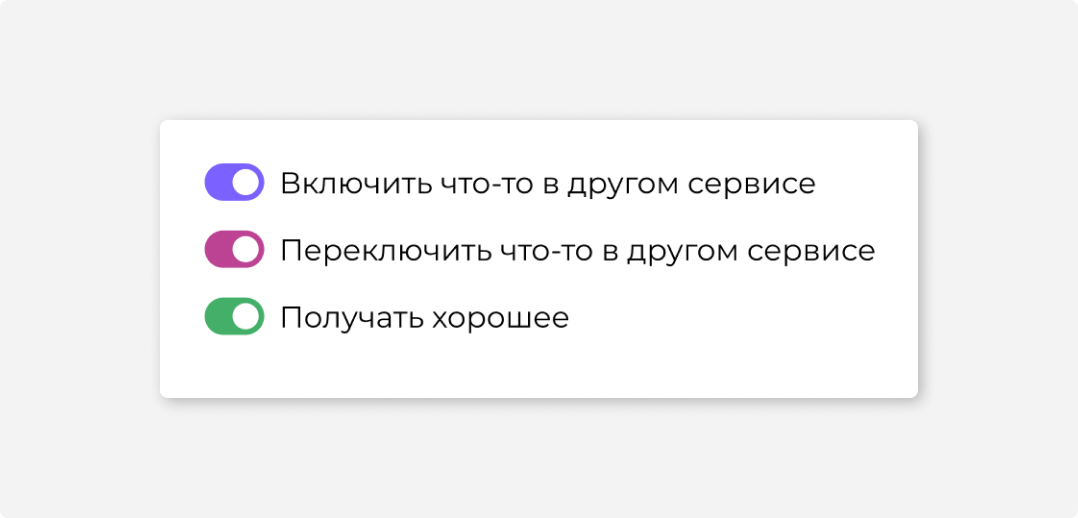 Включить что-то в другом сервисе
Переключить что-то в другом сервисе
Получать хорошее